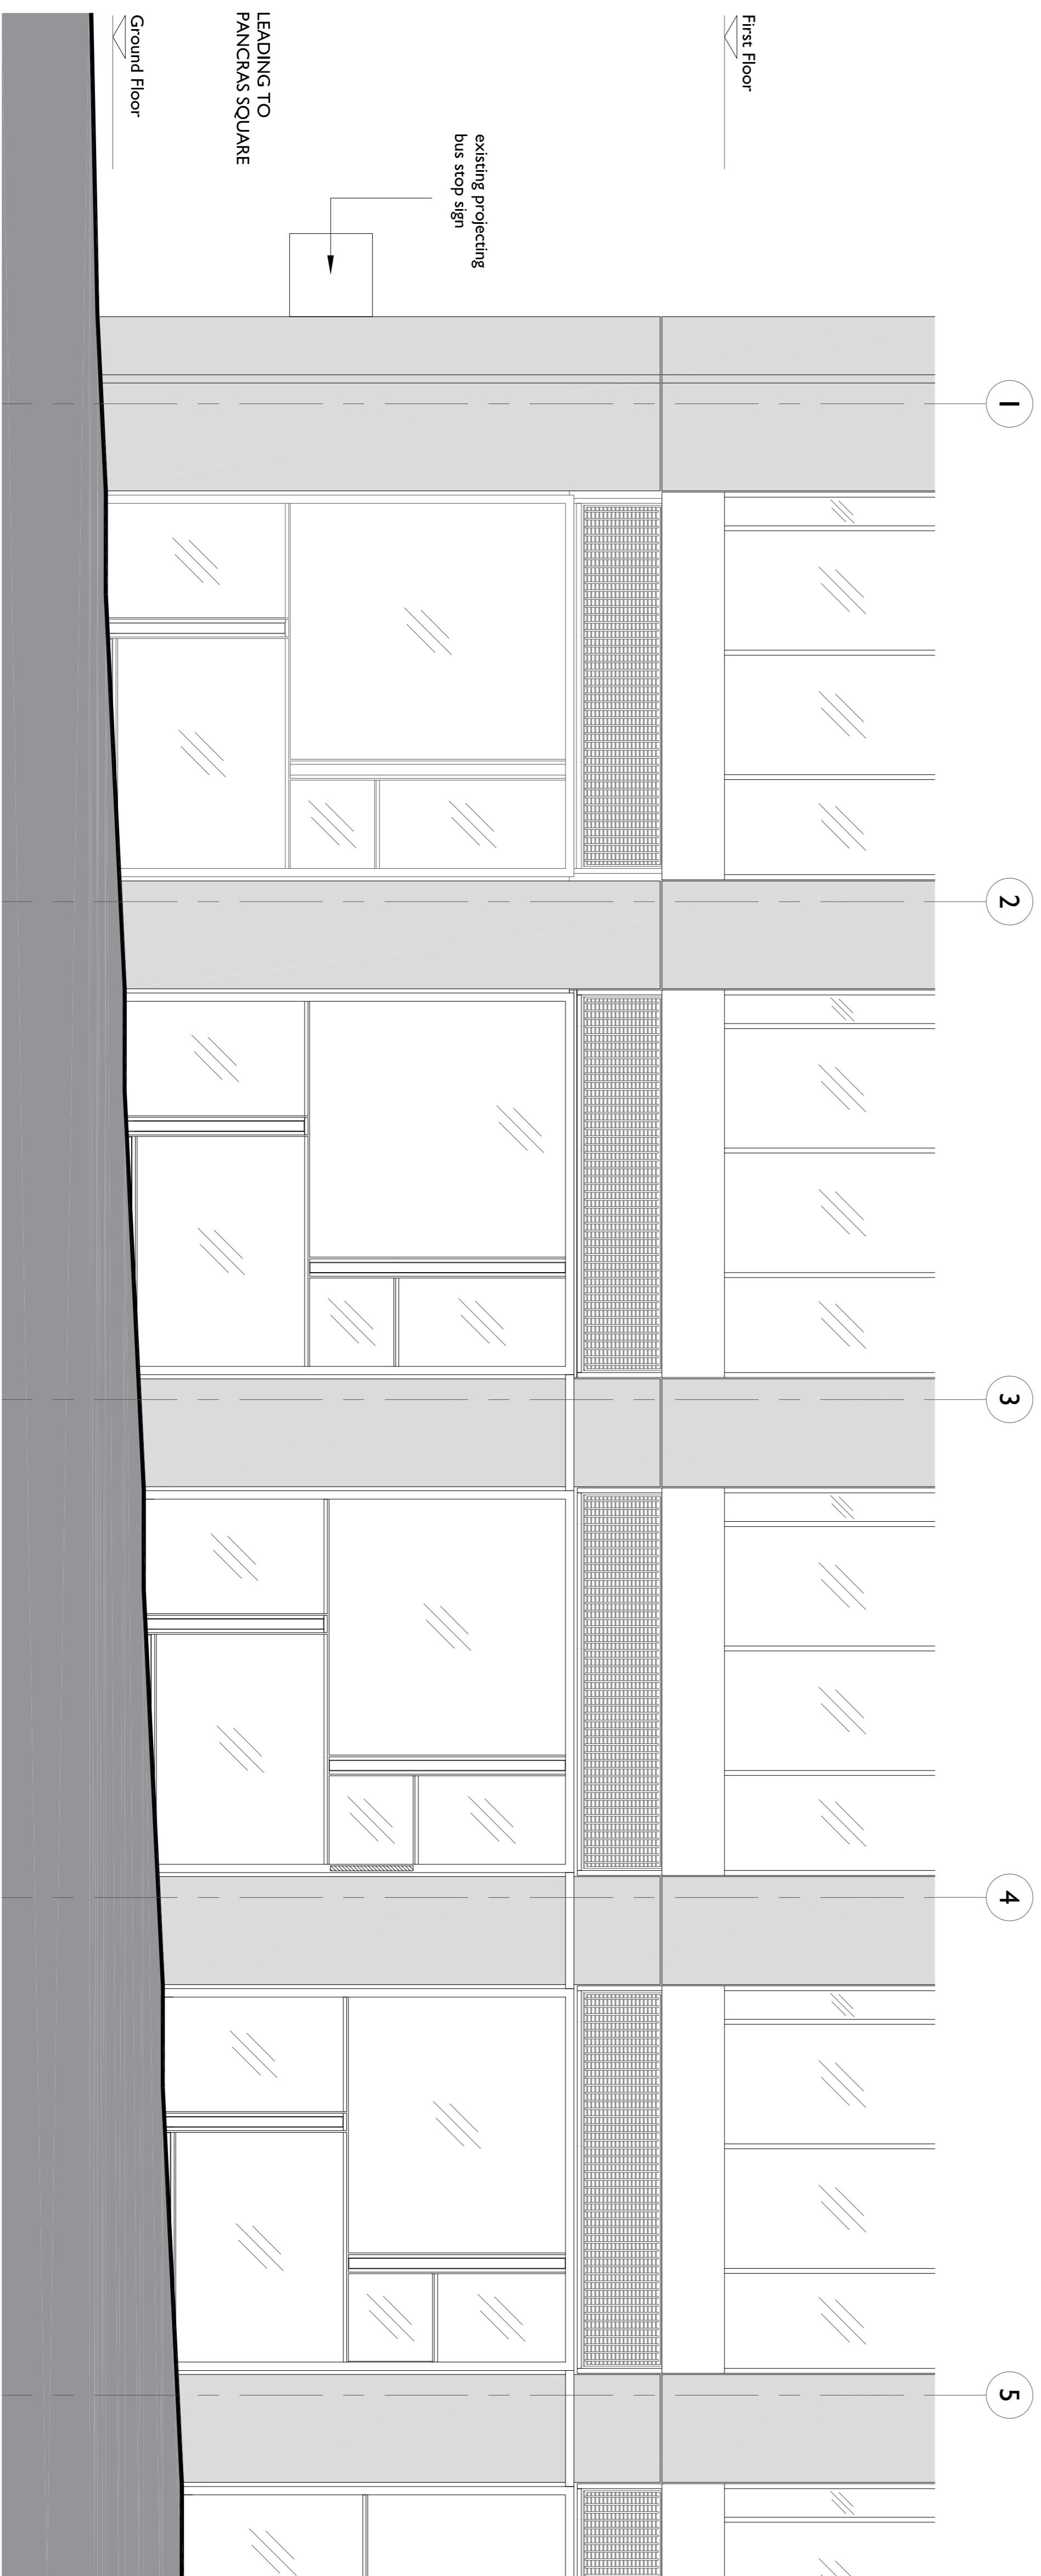 1
2
3
4
5
First Floor
existing projecting
bus stop sign
LEADING TO
PANCRAS SQUARE
Ground Floor